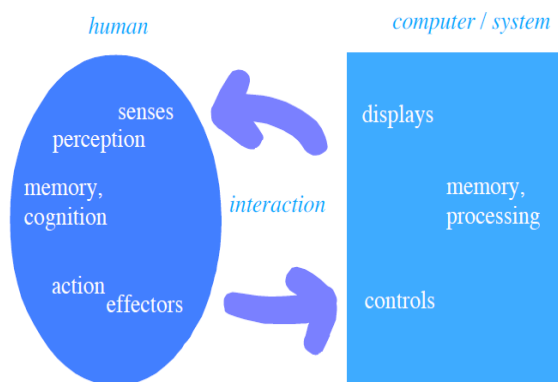 human
computer / system
senses
perception
memory,
cognition
action
effectors
interaction
displays
memory,
processing
controls